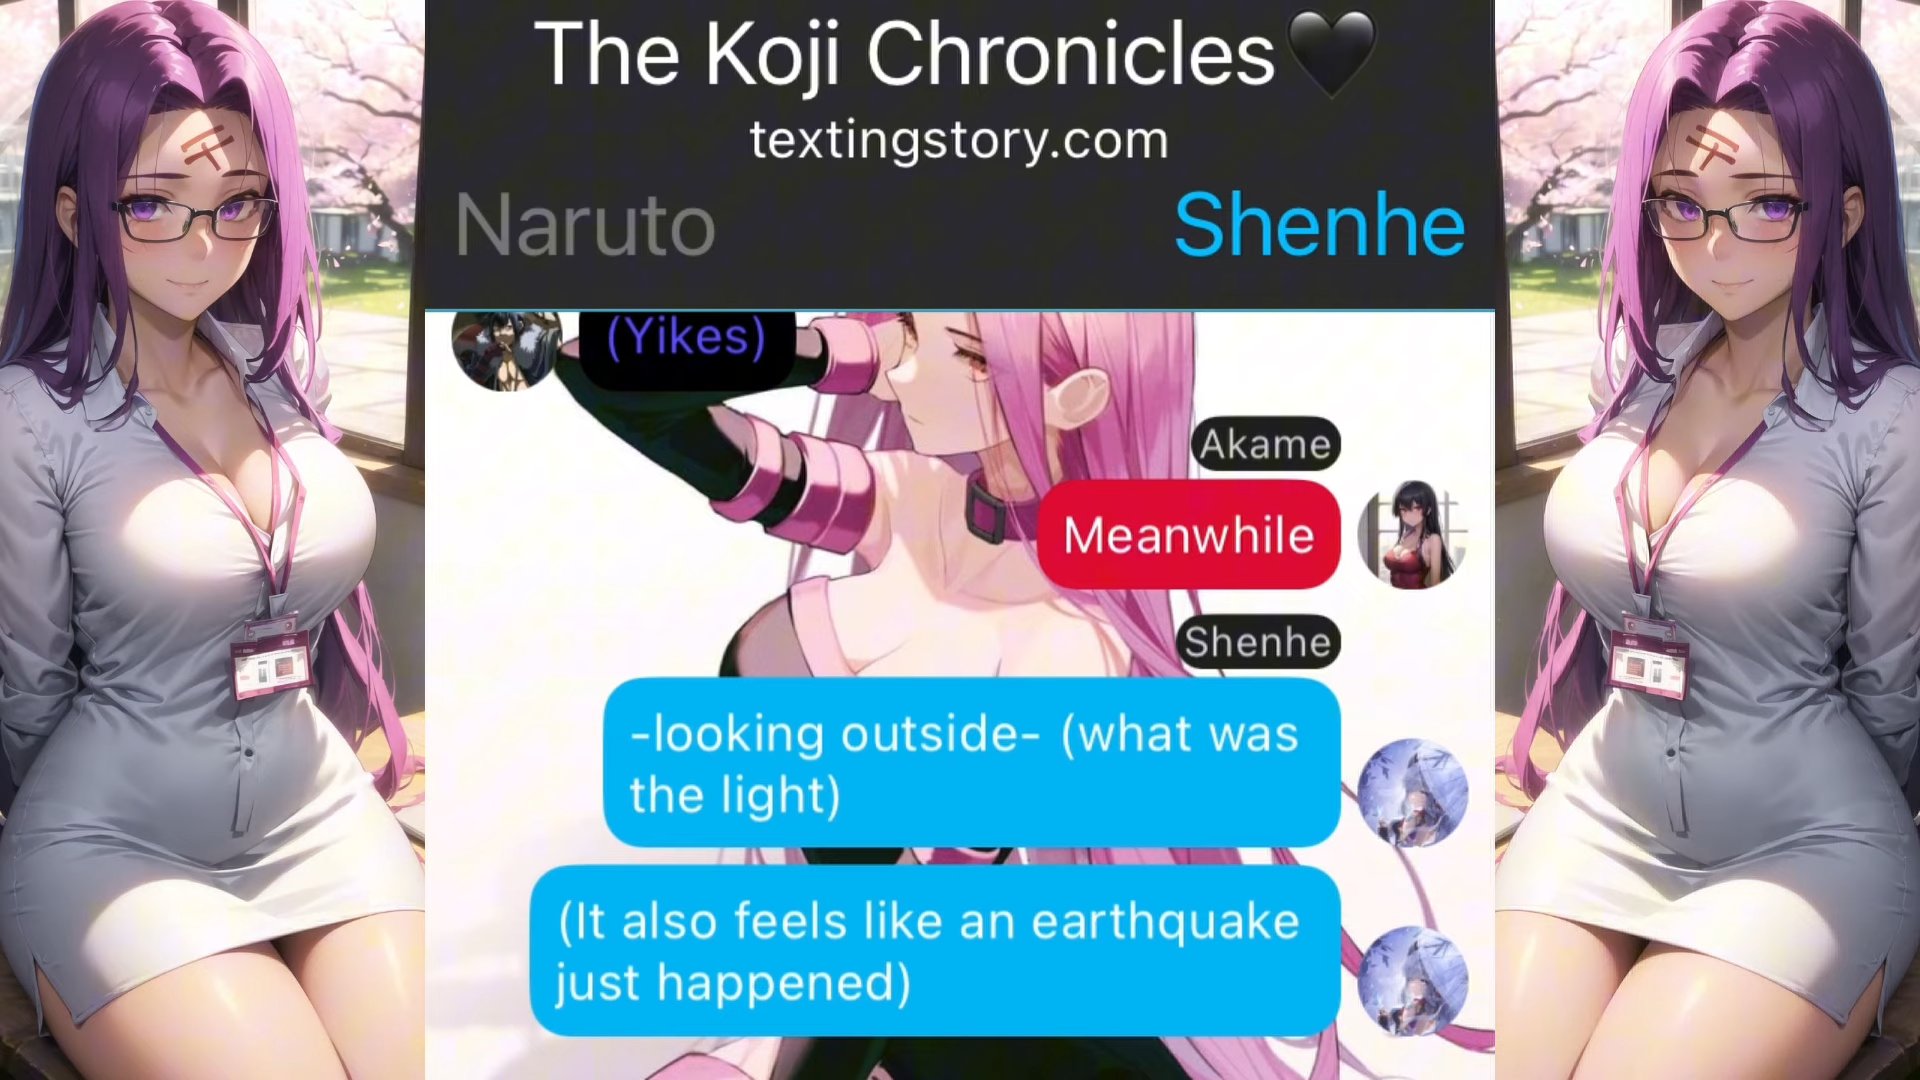 The Koji Chronicles🖤
textingstory.com
Naruto
Shenhe
(Yikes)
Akame
Meanwhile
Shenhe
-looking outside- (what was
the light)
(It also feels like an earthquake
just happened)